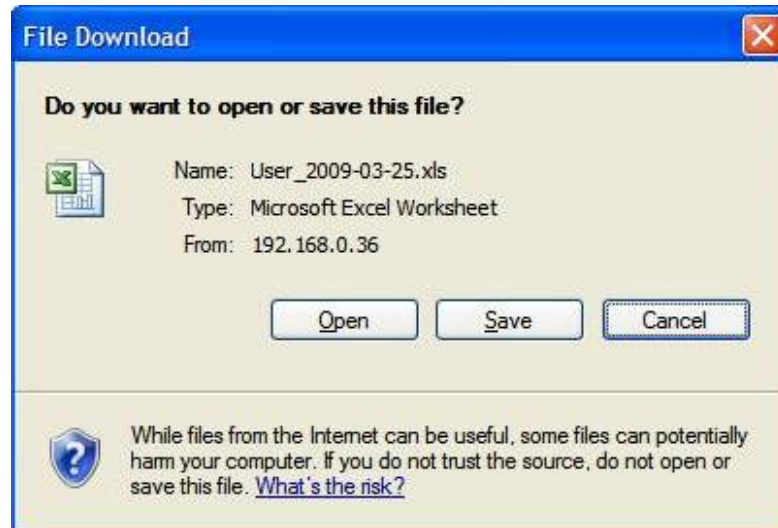 File Download
Do you want to open or save this file?
Name: User_2009-03-25.xls
Type: Microsoft Excel Worksheet
From: 192.168.0.36
Open Save Cancel
While files from the Internet can be useful, some files can potentially
harm your computer. If you do not trust the source, do not open or
save this file. What's the risk?